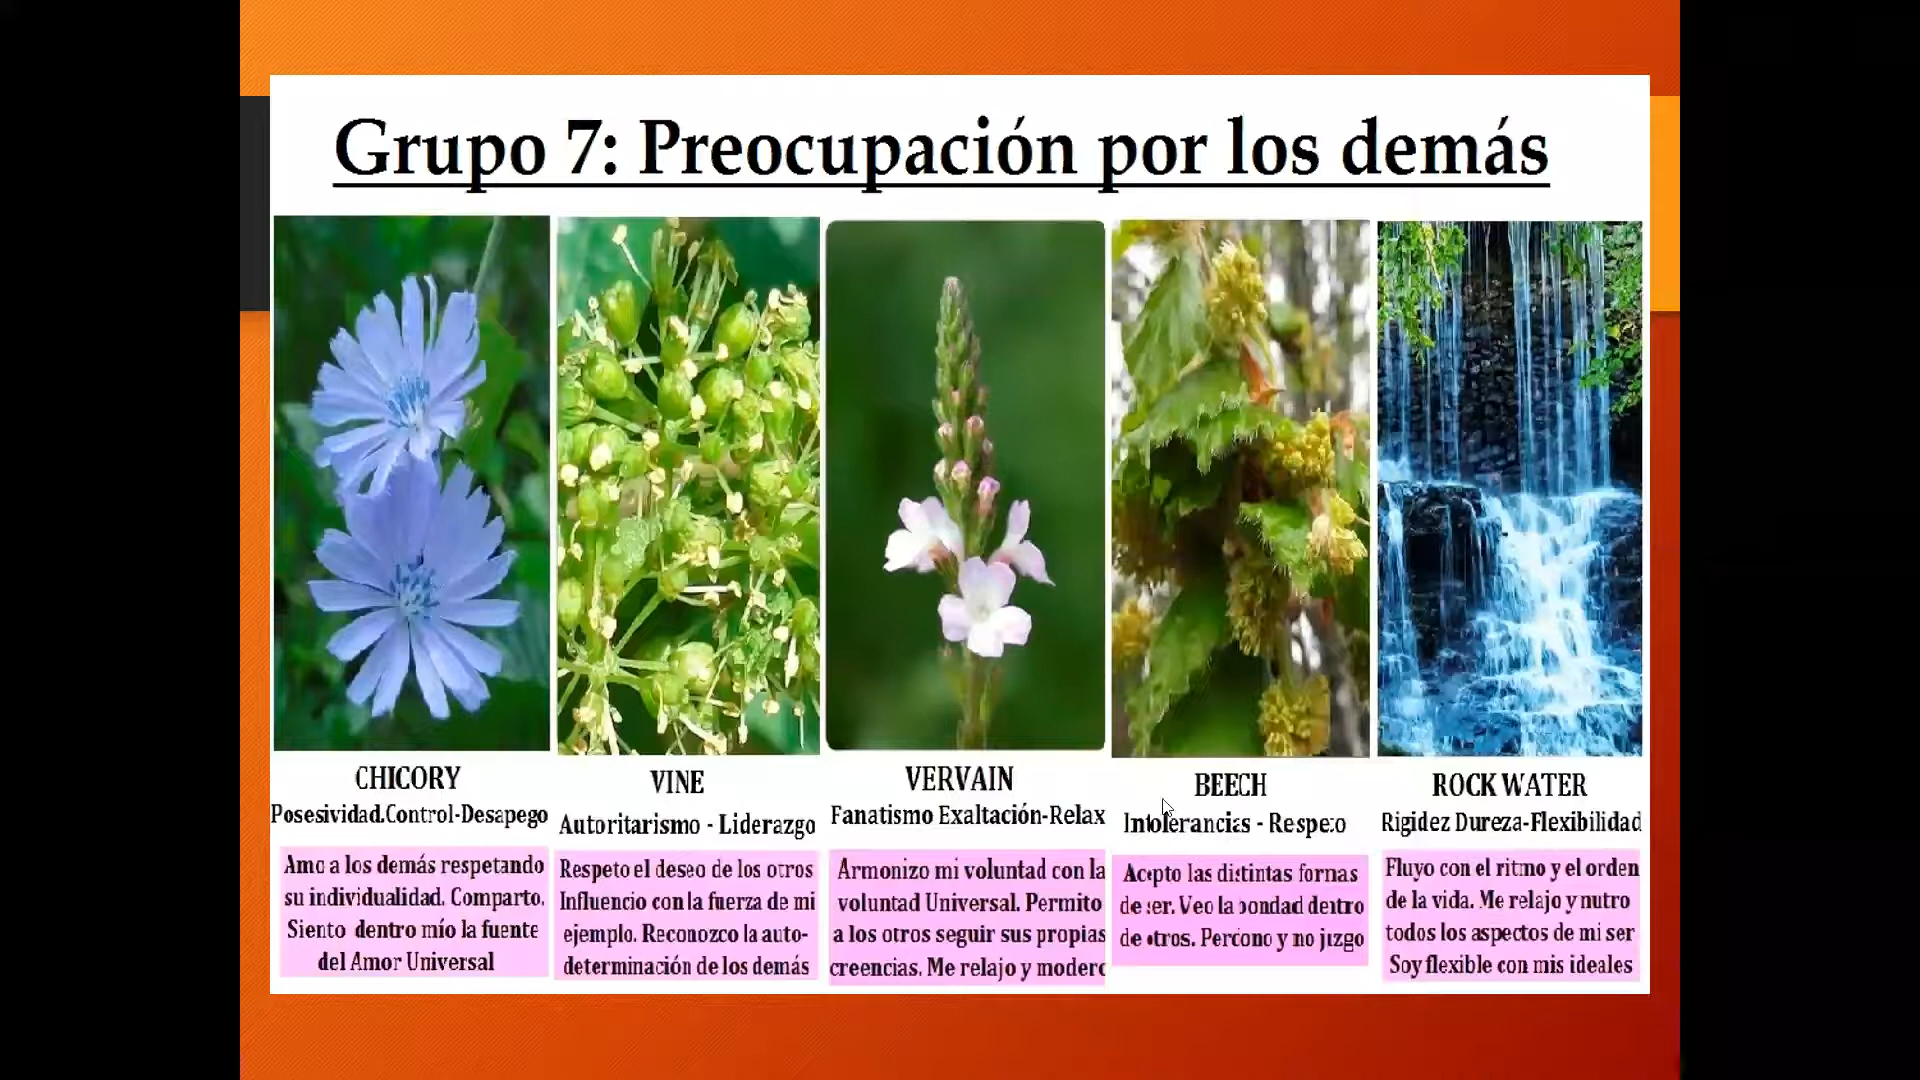 Grupo 7: Preocupación por los demás
CHICORY
Posesividad.Control-Desapego
Amo a los demás respetando
su individualidad. Comparto.
Siento dentro mío la fuente
del Amor Universal
VINE
Autoritarismo - Liderazgo
Respeto el deseo de los otros
Influencio con la fuerza de mi
ejemplo. Reconozco la auto-
determinación de los demás
VERVAIN
Fanatismo Exaltación-Relax
Armonizo mi voluntad con la
voluntad Universal. Permito
a los otros seguir sus propias
creencias. Me relajo y modero
BEECH
Intolerancias - Respeto
Acepto las distintas formas
de ser. Veo la bondad dentro
de otros. Perdono y no juzgo
ROCK WATER
Rigidez Dureza-Flexibilidad
Fluyo con el ritmo y el orden
de la vida. Me relajo y nutro
todos los aspectos de mi ser
Soy flexible con mis ideales